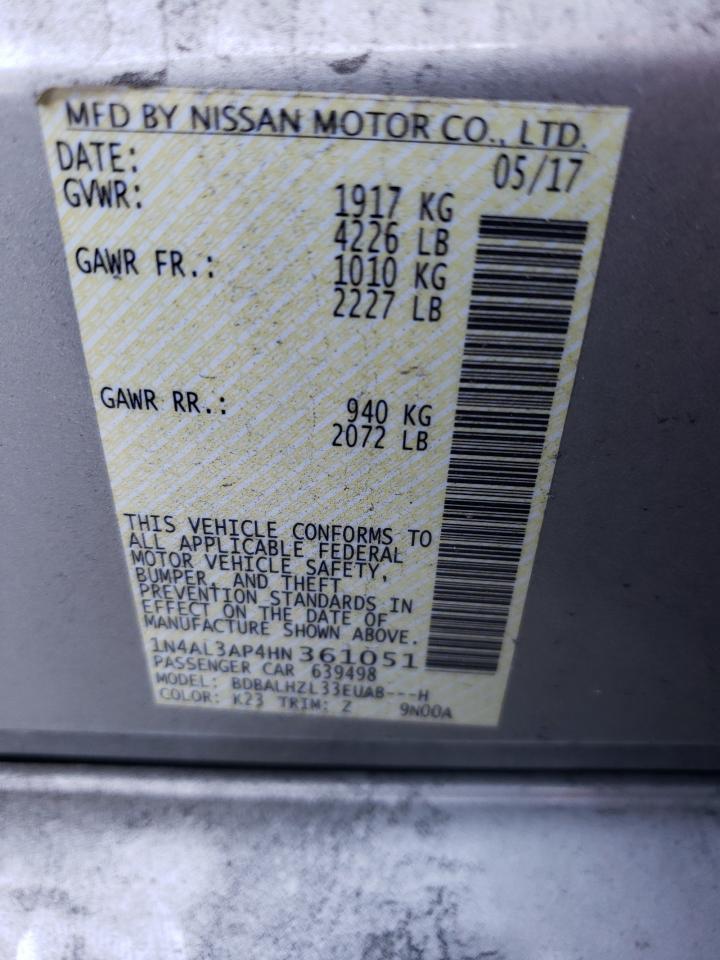 MFD BY NISSAN MOTOR CO., LTD.
DATE: 05/17
GVWR: 1917 KG
4226 LB
GAWR FR.: 1010 KG
2227 LB
GAWR RR.: 940 KG
2072 LB
THIS VEHICLE CONFORMS TO
ALL APPLICABLE FEDERAL
MOTOR VEHICLE SAFETY,
BUMPER, AND THEFT
PREVENTION STANDARDS IN
EFFECT ON THE DATE OF
MANUFACTURE SHOWN ABOVE.
1N4AL3AP4HN361051
PASSENGER CAR 639498
MODEL: BDBALHZL33EUAB---H
COLOR: K23 TRIM: Z 9N00A